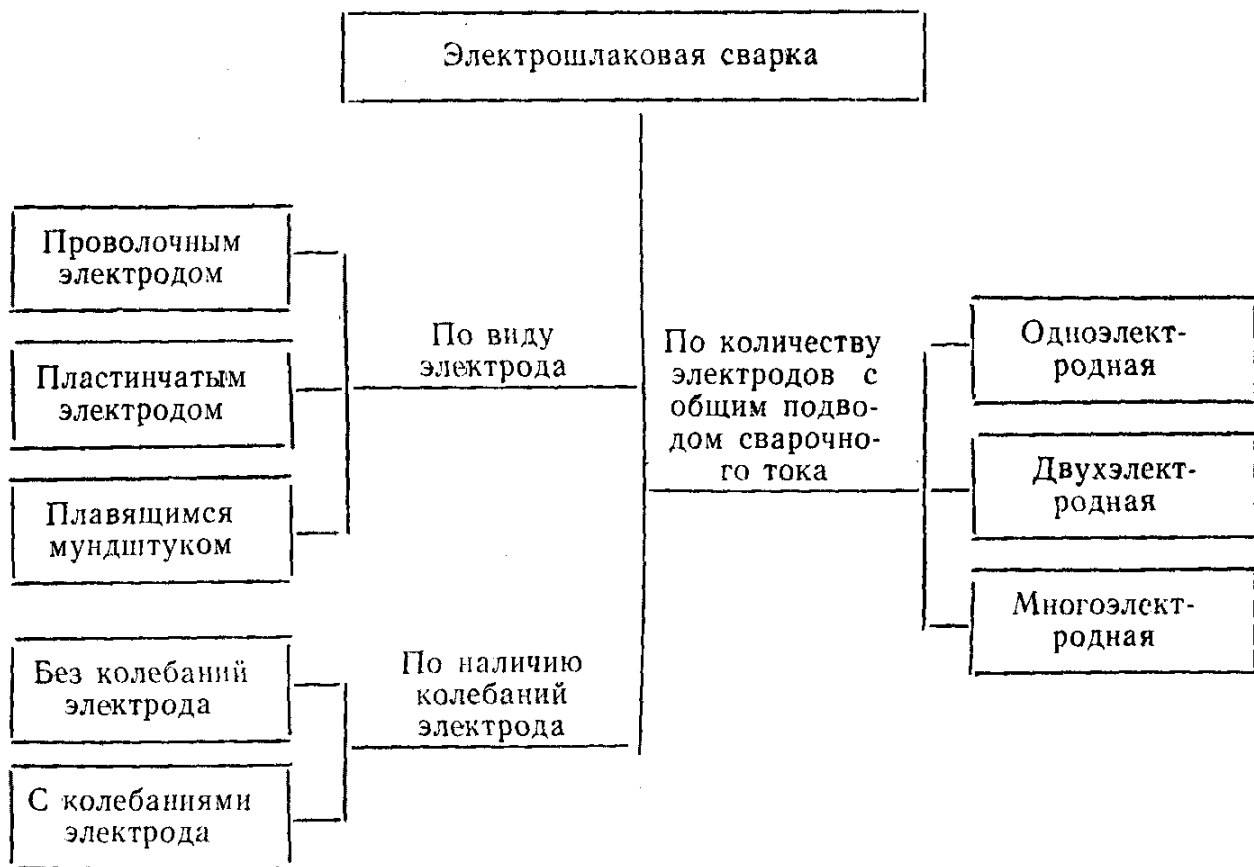 Электрошлаковая сварка
Проволочным
электродом
Пластинчатым
электродом
Плавящимся
мундштуком
По виду
электрода
По количеству
электродов с
общим подво-
дом сварочно-
го тока
Одноэлект-
родная
Двухэлект-
родная
Многоэлект-
родная
Без колебаний
электрода
С колебаниями
электрода
По наличию
колебаний
электрода